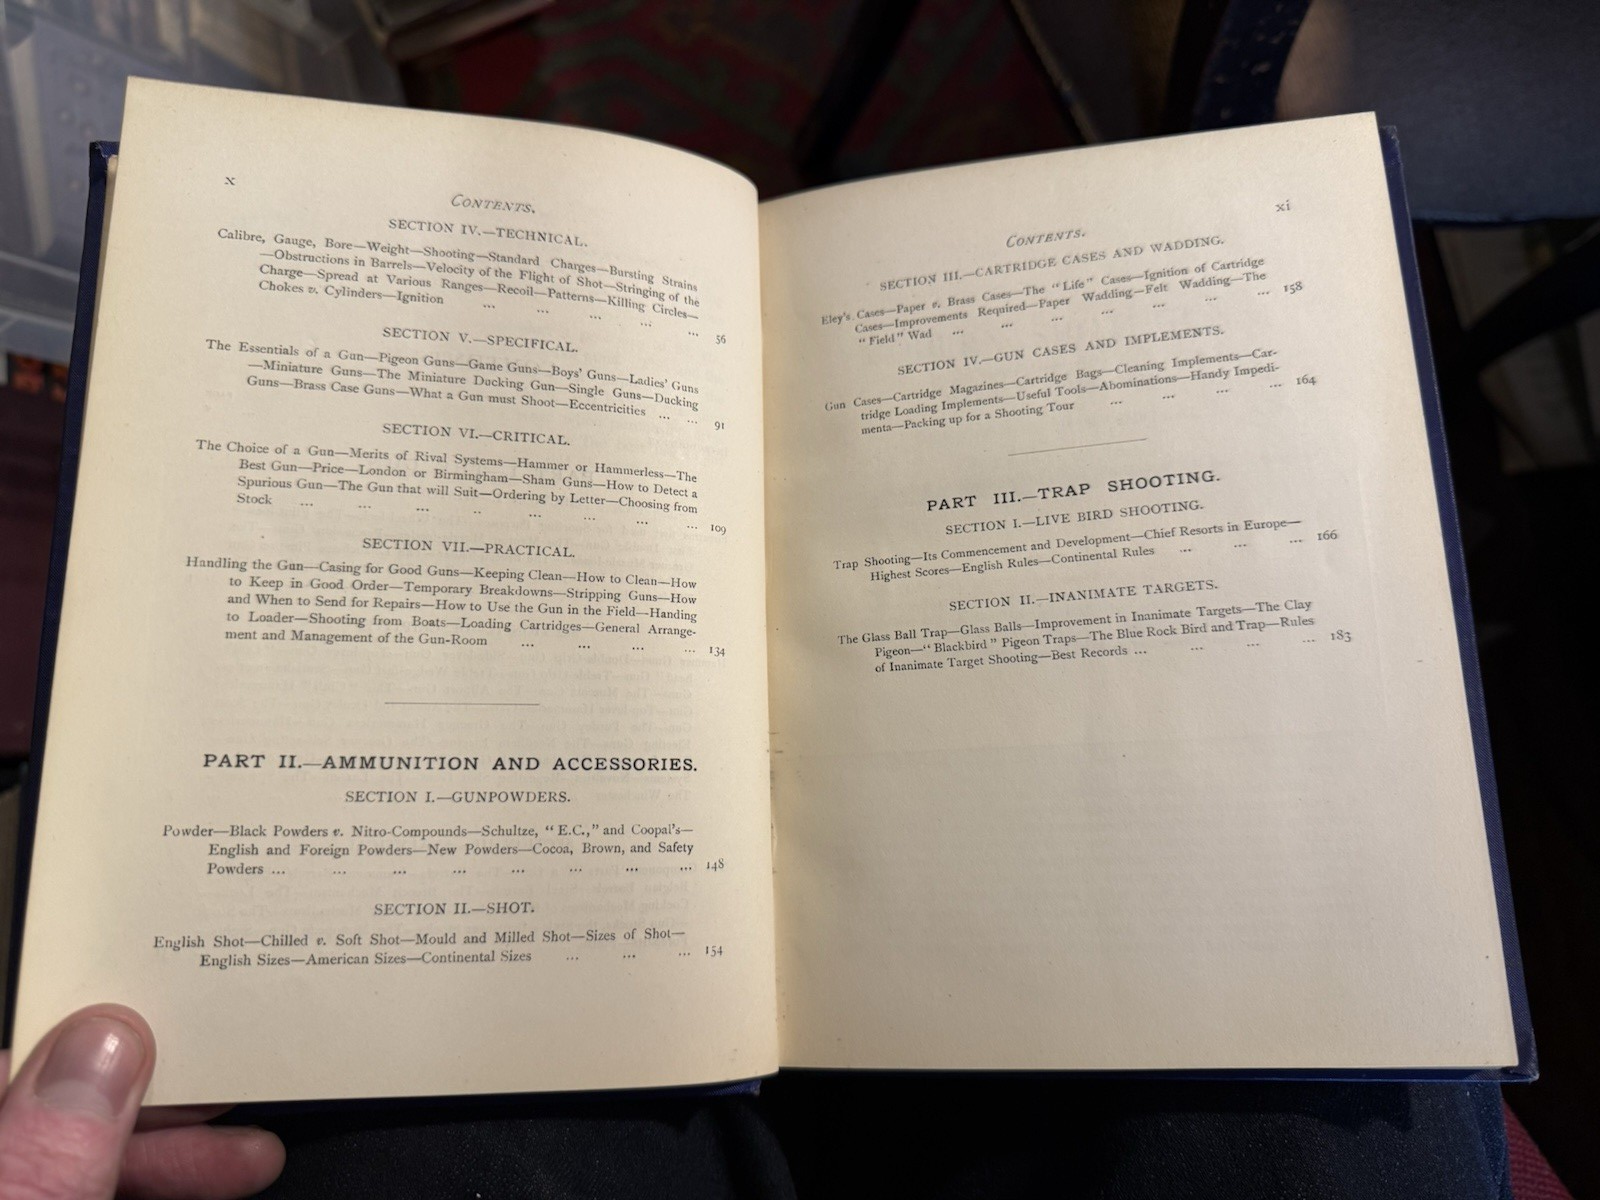 x
CONTENTS.
SECTION IV.—TECHNICAL.
Calibre, Gauge, Bore—Weight—Shooting—Standard Charges—Bursting Strains
—Obstructions in Barrels—Velocity of the Flight of Shot—Stringing of the
Charge—Spread at Various Ranges—Recoil—Patterns—Killing Circles—
Chokes v. Cylinders—Ignition ... ... ... ... ... 56
SECTION V.—SPECIFICAL.
The Essentials of a Gun—Pigeon Guns—Game Guns—Boys' Guns—Ladies' Guns
—Miniature Guns—The Miniature Ducking Gun—Single Guns—Ducking
Guns—Brass Case Guns—What a Gun must Shoot—Eccentricities ... ... 91
SECTION VI.—CRITICAL.
The Choice of a Gun—Merits of Rival Systems—Hammer or Hammerless—The
Best Gun—Price—London or Birmingham—Sham Guns—How to Detect a
Spurious Gun—The Gun that will Suit—Ordering by Letter—Choosing from
Stock ... ... ... .. ... ... ... ... 109
SECTION VII.—PRACTICAL.
Handling the Gun—Casing for Good Guns—Keeping Clean—How to Clean—How
to Keep in Good Order—Temporary Breakdowns—Stripping Guns—How
and When to Send for Repairs—How to Use the Gun in the Field—Handing
to Loader—Shooting from Boats—Loading Cartridges—General Arrange-
ment and Management of the Gun-Room ... ... ... ... 134
PART II.—AMMUNITION AND ACCESSORIES.
SECTION I.—GUNPOWDERS.
Powder—Black Powders v. Nitro-Compounds—Schultze, "E.C.," and Coopal's—
English and Foreign Powders—New Powders—Cocoa, Brown, and Safety
Powders ... ... ... ... ... ... ... ... 148
SECTION II.—SHOT.
English Shot—Chilled v. Soft Shot—Mould and Milled Shot—Sizes of Shot—
English Sizes—American Sizes—Continental Sizes ... ... ... 154
xi
CONTENTS.
SECTION III.—CARTRIDGE CASES AND WADDING.
Eley's Cases—Paper v. Brass Cases—The "Life" Cases—Ignition of Cartridge
Cases—Improvements Required—Paper Wadding—Felt Wadding—The
"Field" Wad ... ... ... ... ... ... ... 158
SECTION IV.—GUN CASES AND IMPLEMENTS.
Gun Cases—Cartridge Magazines—Cartridge Bags—Cleaning Implements—Car-
tridge Loading Implements—Useful Tools—Abominations—Handy Impedi-
menta—Packing up for a Shooting Tour ... ... ... ... 164
PART III.—TRAP SHOOTING.
SECTION I.—LIVE BIRD SHOOTING.
Trap Shooting—Its Commencement and Development—Chief Resorts in Europe—
Highest Scores—English Rules—Continental Rules ... ... ... 166
SECTION II.—INANIMATE TARGETS.
The Glass Ball Trap—Glass Balls—Improvement in Inanimate Targets—The Clay
Pigeon—"Blackbird" Pigeon Traps—The Blue Rock Bird and Trap—Rules
of Inanimate Target Shooting—Best Records ... ... ... ... 183